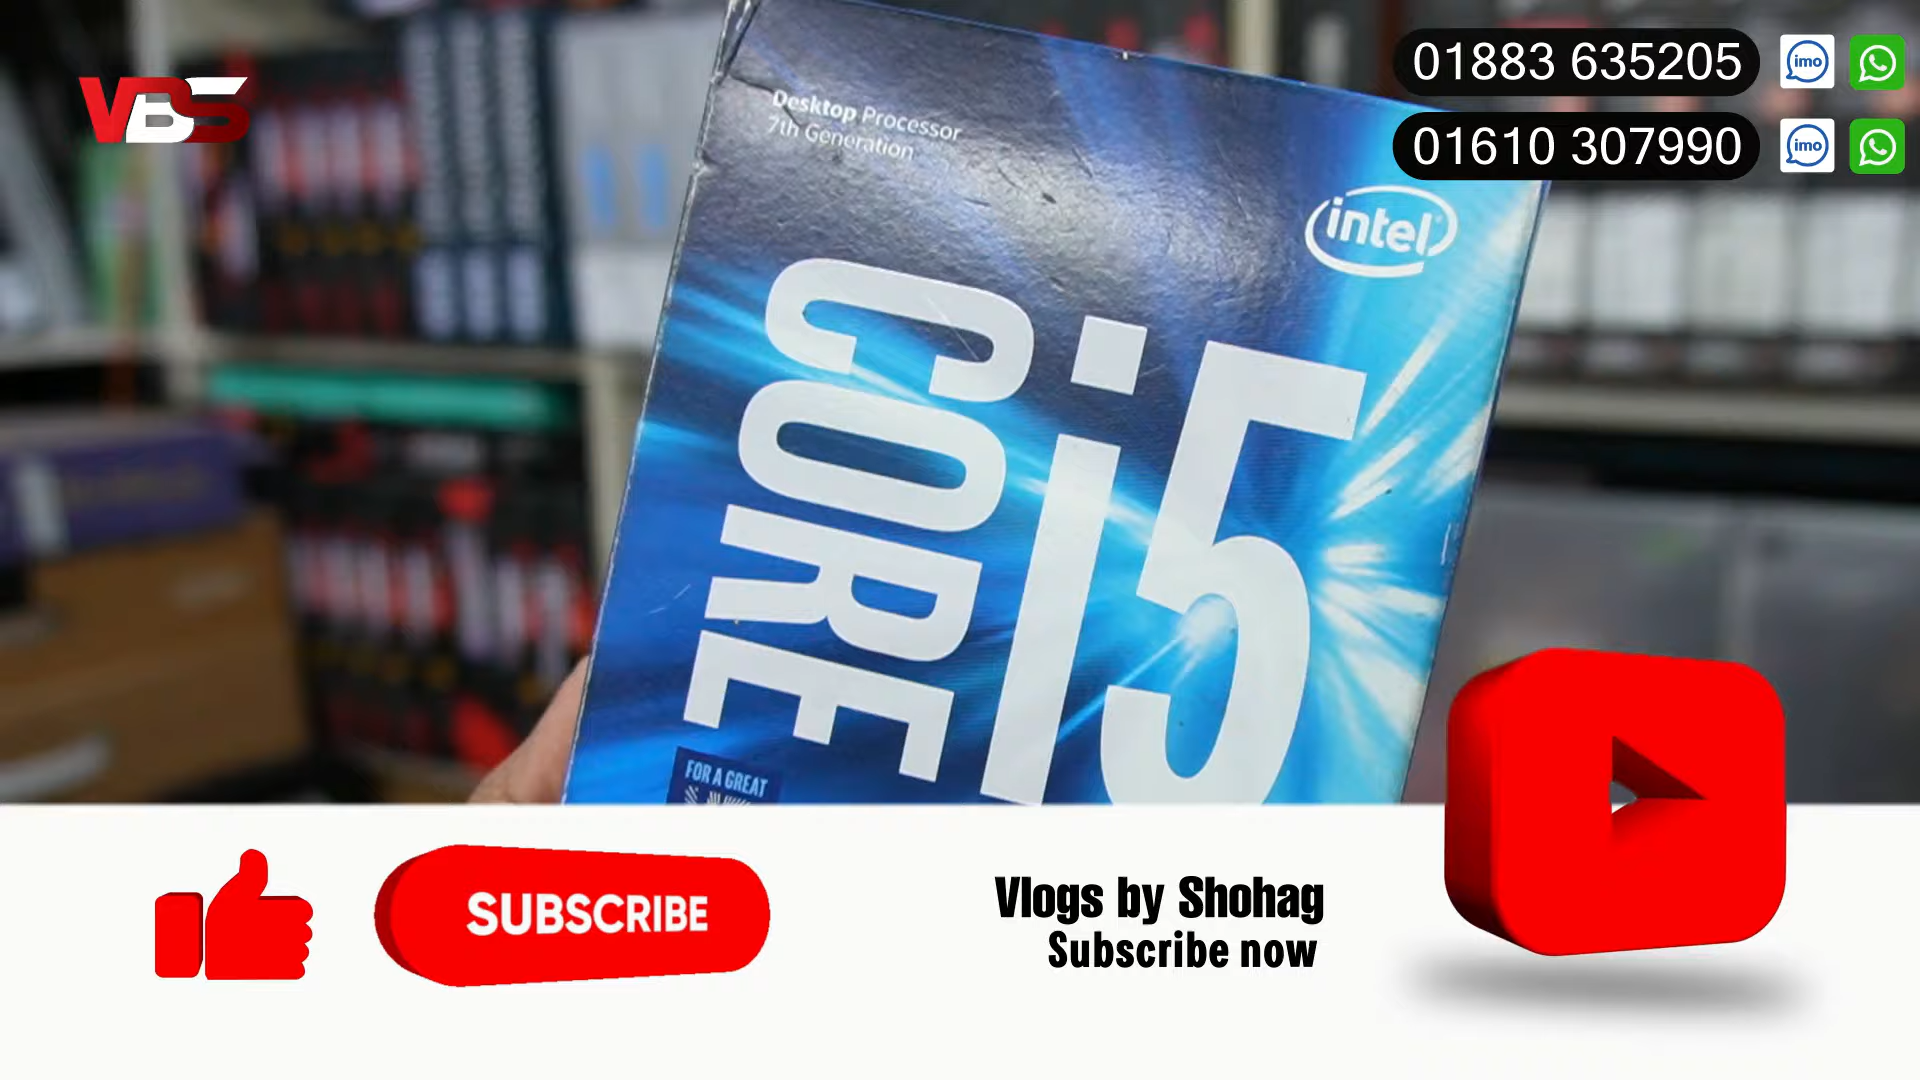 VBS
01883 635205
imo
01610 307990
imo
Desktop Processor
7th Generation
intel
CORE i5
FOR A GREAT
SUBSCRIBE
Vlogs by Shohag
Subscribe now